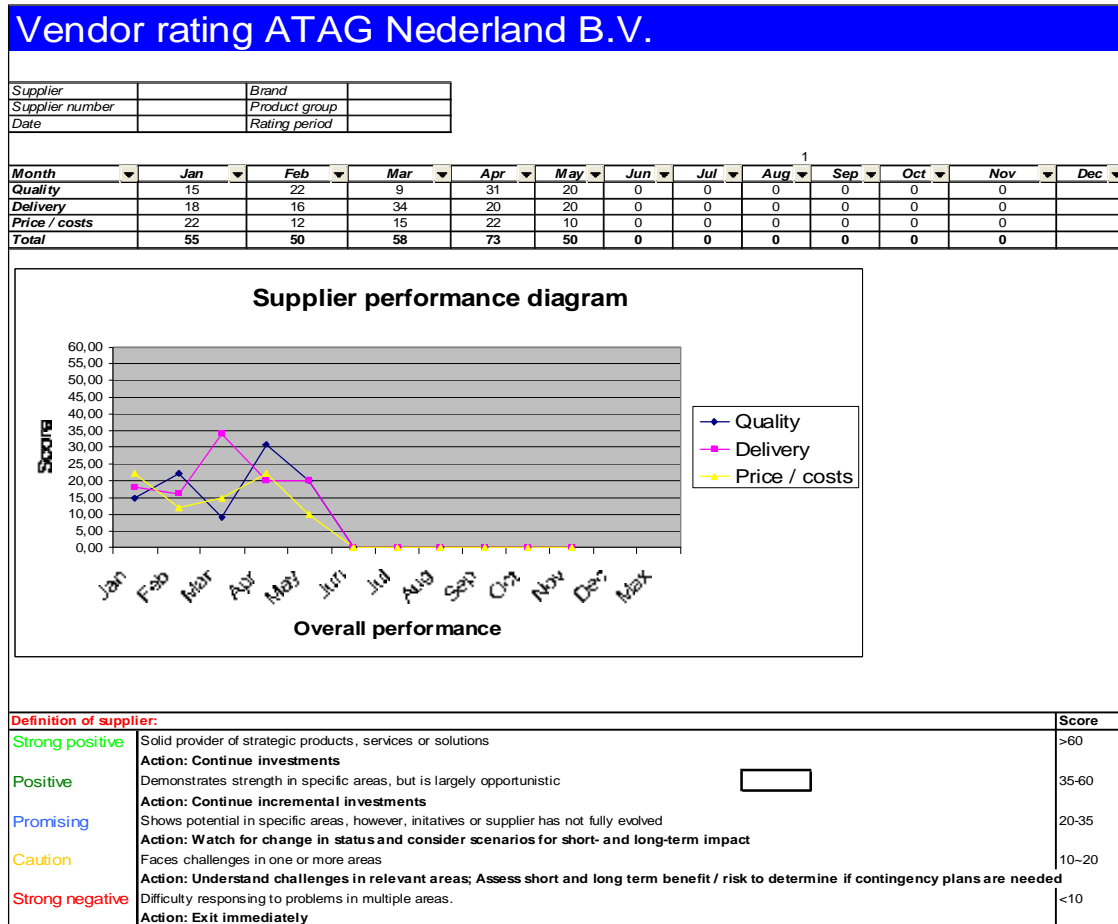 Vendor rating ATAG Nederland B.V.
Supplier Brand
Supplier number Product group
Date Rating period
1
Month Jan Feb Mar Apr May Jun Jul Aug Sep Oct Nov Dec
Quality 15 22 9 31 20 0 0 0 0 0 0
Delivery 18 16 34 20 20 0 0 0 0 0 0
Price / costs 22 12 15 22 10 0 0 0 0 0 0
Total 55 50 58 73 50 0 0 0 0 0 0
Supplier performance diagram
60,00
55,00
50,00
45,00
40,00
35,00
30,00
25,00
20,00
15,00
10,00
5,00
0,00
Score
Quality
Delivery
Price / costs
Jan Feb Mar Apr May Jun Jul Aug Sep Oct Nov Dec Max
Overall performance
Definition of supplier: Score
Strong positive Solid provider of strategic products, services or solutions >60
Action: Continue investments
Positive Demonstrates strength in specific areas, but is largely opportunistic 35-60
Action: Continue incremental investments
Promising Shows potential in specific areas, however, initatives or supplier has not fully evolved 20-35
Action: Watch for change in status and consider scenarios for short- and long-term impact
Caution Faces challenges in one or more areas 10~20
Action: Understand challenges in relevant areas; Assess short and long term benefit / risk to determine if contingency plans are needed
Strong negative Difficulty responsing to problems in multiple areas. <10
Action: Exit immediately